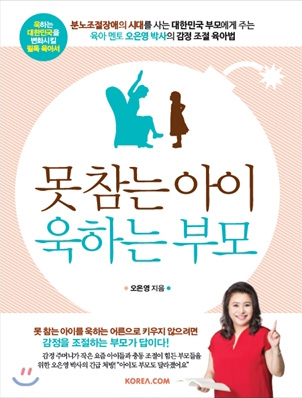 욱하는
대한민국을
변화시킬
필독 육아서
분노조절장애의 시대를 사는 대한민국 부모에게 주는
육아 멘토 오은영 박사의 감정 조절 육아법
못 참는 아이
욱하는 부모
오은영 지음
못 참는 아이를 욱하는 어른으로 키우지 않으려면
감정을 조절하는 부모가 답이다!
감정 주머니가 작은 요즘 아이들과 충동 조절이 힘든 부모들을
위한 오은영 박사의 긴급 처방! "아이도 부모도 달라졌어요"
KOREA.COM
yes24